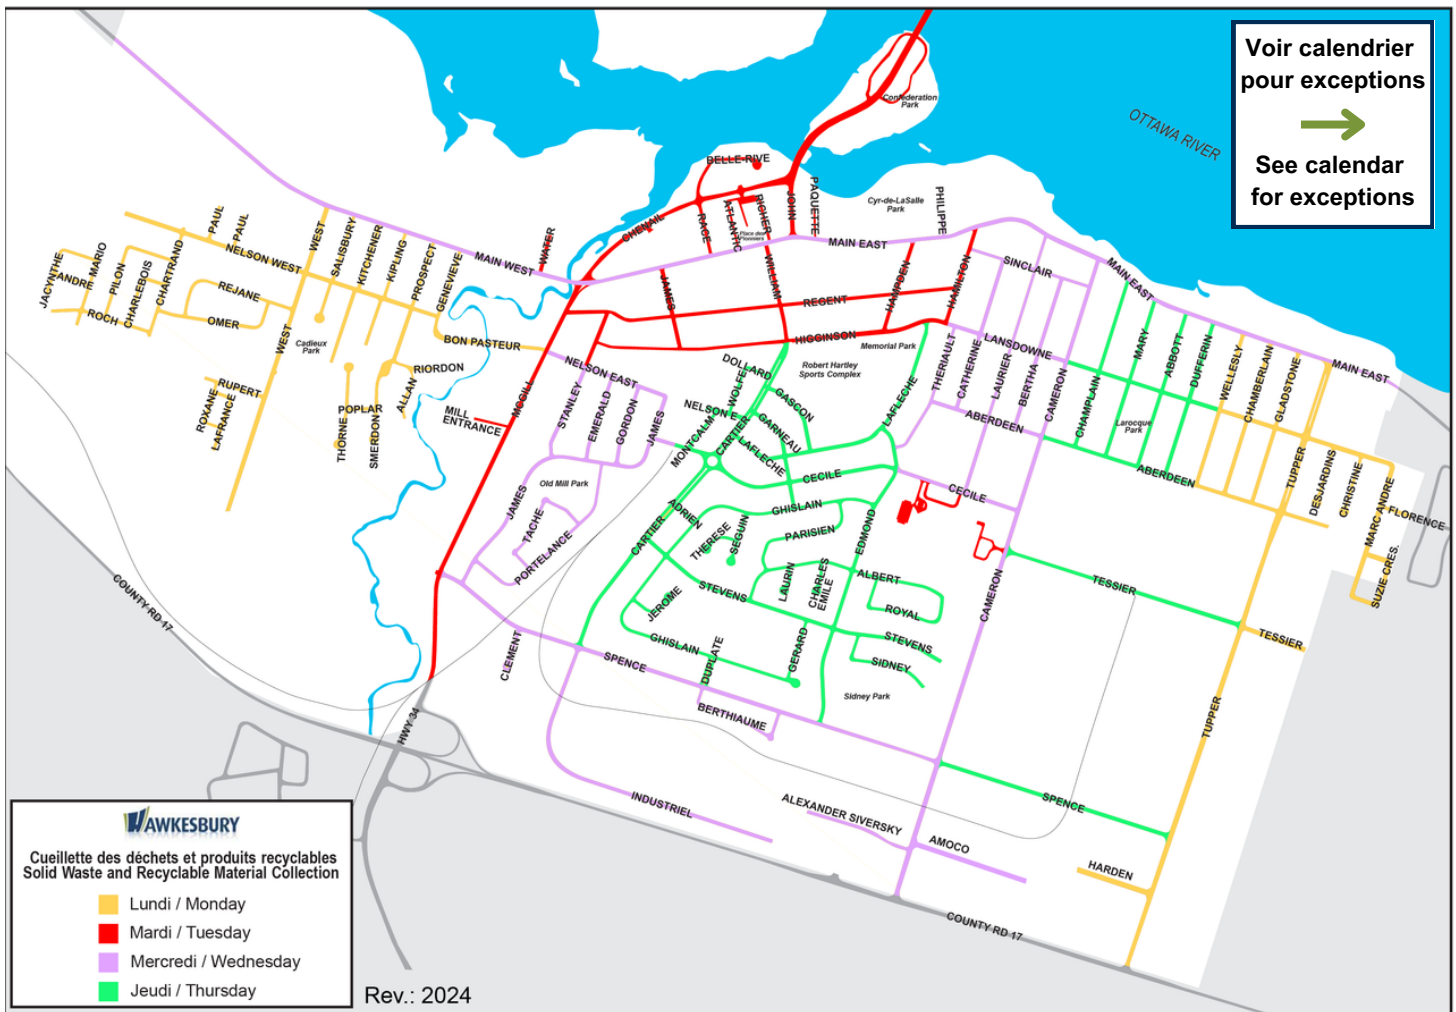 Voir calendrier
pour exceptions
See calendar
for exceptions
OTTAWA RIVER
Confederation
Park
BELLE-RIVE
CHENAIL
RACE
ATLANTIC
RICHER
JOHN
PAQUETTE
Place des
Pionniers
Cyr-de-LaSalle
Park
PHILIPPE
MAIN EAST
WATER
MAIN WEST
JAMES
WILLIAM
REGENT
HAMPDEN
HAMILTON
HIGGINSON
Memorial Park
SINCLAIR
MAIN EAST
PAUL
PAUL
NELSON WEST
WEST
SALISBURY
KITCHENER
KIPLING
PROSPECT
GENEVIEVE
JACYNTHE
ANDRE
MARIO
PILON
CHARLEBOIS
CHARTRAND
REJANE
ROCH
OMER
WEST
Cadieux
Park
BON PASTEUR
RIORDON
ALLAN
RUPERT
ROXANE
LAFRANCE
POPLAR
THORNE
SMERDON
MILL
ENTRANCE
MCGILL
NELSON EAST
STANLEY
EMERALD
GORDON
JAMES
Old Mill Park
JAMES
TACHE
PORTELANCE
DOLLARD
WOLFE
Robert Hartley
Sports Complex
NELSON E.
GASCON
GARNEAU
MONTCALM
CARTIER
LAFLECHE
LAFLECHE
CECILE
THERIAULT
CATHERINE
LAURIER
BERTHA
CAMERON
LANSDOWNE
ABERDEEN
CECILE
CHAMPLAIN
MARY
ABBOTT
DUFFERIN
Larocque
Park
ABERDEEN
WELLESLY
CHAMBERLAIN
GLADSTONE
MAIN EAST
TUPPER
DESJARDINS
CHRISTINE
MARC ANDRE
FLORENCE
SUZIE CRES.
CARTIER
ADRIEN
THERESE
SEGUIN
GHISLAIN
PARISIEN
EDMOND
LAURIN
CHARLES
EMILE
ALBERT
ROYAL
STEVENS
JEROME
GHISLAIN
DUPLATE
GERARD
STEVENS
SIDNEY
Sidney Park
CAMERON
TESSIER
TESSIER
TUPPER
CLEMENT
SPENCE
BERTHIAUME
SPENCE
INDUSTRIEL
ALEXANDER SIVERSKY
AMOCO
HARDEN
COUNTY RD 17
COUNTY RD 17
HWY 34
HAWKESBURY
Cueillette des déchets et produits recyclables
Solid Waste and Recyclable Material Collection
Lundi / Monday
Mardi / Tuesday
Mercredi / Wednesday
Jeudi / Thursday
Rev.: 2024